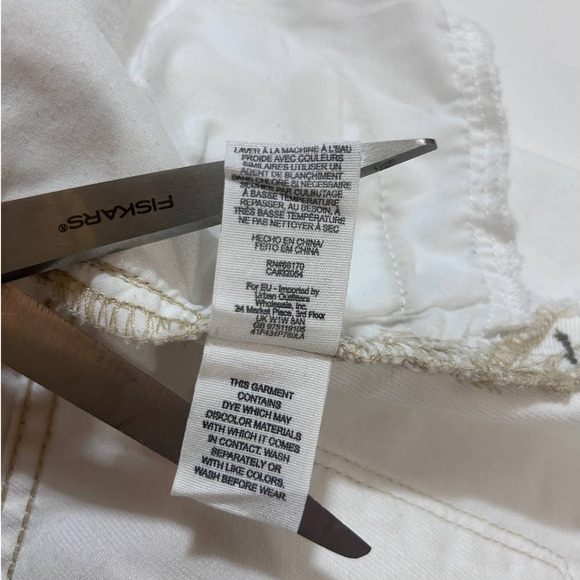 FISKARS®
LAVER À LA MACHINE À L'EAU
FROIDE AVEC COULEURS
SIMILAIRES UTILISER UN
AGENT DE BLANCHIMENT
SANS CHLORE SI NÉCESSAIRE
SÉCHER PAR CULBUTAGE
À BASSE TEMPÉRATURE
REPASSER, AU BESOIN, À
TRÈS BASSE TEMPÉRATURE
NE PAS NETTOYER À SEC
HECHO EN CHINA/
FEITO EM CHINA
RN#66170
CA#32054
For EU - Imported by
Urban Outfitters
Wholesale, Inc.
24 Market Place, 3rd Floor
UK W1W 8AN
THIS GARMENT
CONTAINS
DYE WHICH MAY
DISCOLOR MATERIALS
WITH WHICH IT COMES
IN CONTACT. WASH
SEPARATELY OR
WITH LIKE COLORS.
WASH BEFORE WEAR